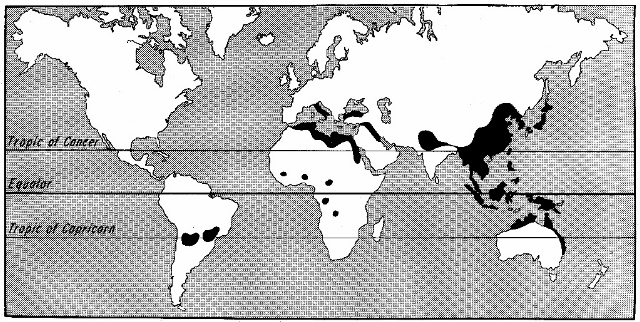 Tropic of Cancer
Equator
Tropic of Capricorn